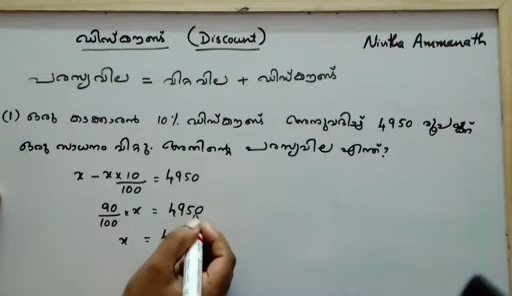 ഡിസ്കൗണ്ട് (Discount) Nivitha Ammanath
പരസ്യവില = വിറ്റവില + ഡിസ്കൗണ്ട്
(1) ഒരു കടക്കാരൻ 10% ഡിസ്കൗണ്ട് അനുവദിച്ച് 4950 രൂപയ്ക്ക്
ഒരു സാധനം വിറ്റു. അതിന്റെ പരസ്യവില എന്ത്?
x - x × 10/100 = 4950
90/100 × x = 4950
x =